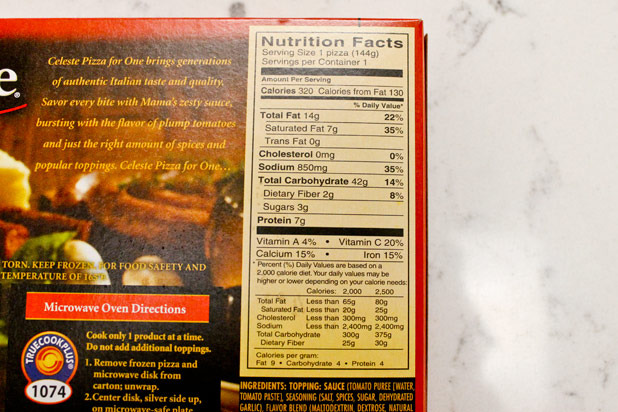 e.
Celeste Pizza for One brings generations
of authentic Italian taste and quality.
Savor every bite with Mama's zesty sauce,
bursting with the flavor of plump tomatoes
and just the right amount of spices and
popular toppings. Celeste Pizza for One…
TORN. KEEP FROZEN. FOR FOOD SAFETY AND
TEMPERATURE OF 165°F
Microwave Oven Directions
TRUECOOKPLUS
1074
Cook only 1 product at a time.
Do not add additional toppings.
1. Remove frozen pizza and
microwave disk from
carton; unwrap.
2. Center disk, silver side up,
on microwave-safe plate
Nutrition Facts
Serving Size 1 pizza (144g)
Servings per Container 1
Amount Per Serving
Calories 320 Calories from Fat 130
% Daily Value*
Total Fat 14g 22%
Saturated Fat 7g 35%
Trans Fat 0g
Cholesterol 0mg 0%
Sodium 850mg 35%
Total Carbohydrate 42g 14%
Dietary Fiber 2g 8%
Sugars 3g
Protein 7g
Vitamin A 4% • Vitamin C 20%
Calcium 15% • Iron 15%
* Percent (%) Daily Values are based on a
2,000 calorie diet. Your daily values may be
higher or lower depending on your calorie needs:
Calories: 2,000 2,500
Total Fat Less than 65g 80g
Saturated Fat Less than 20g 25g
Cholesterol Less than 300mg 300mg
Sodium Less than 2,400mg 2,400mg
Total Carbohydrate 300g 375g
Dietary Fiber 25g 30g
Calories per gram:
Fat 9 • Carbohydrate 4 • Protein 4
INGREDIENTS: TOPPING: SAUCE (TOMATO PUREE [WATER,
TOMATO PASTE], SEASONING (SALT, SPICES, SUGAR, DEHYDRATED
GARLIC), FLAVOR BLEND (MALTODEXTRIN, DEXTROSE, NATURAL